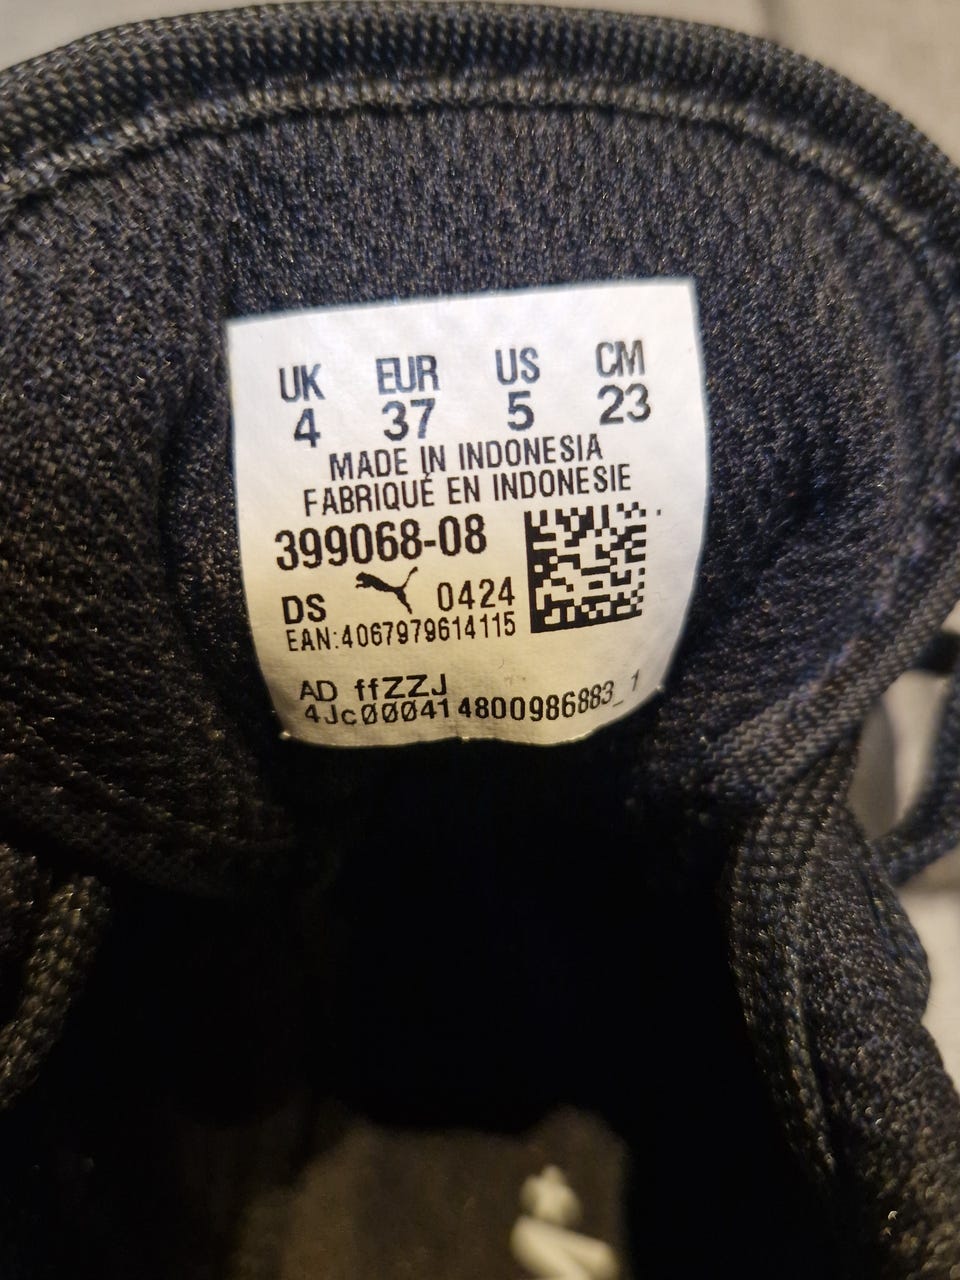 UK EUR US CM
4 37 5 23
MADE IN INDONESIA
FABRIQUÉ EN INDONESIE
399068-08
DS 0424
EAN:4067979614115
AD ffZZJ
4Jc000414800986883_1